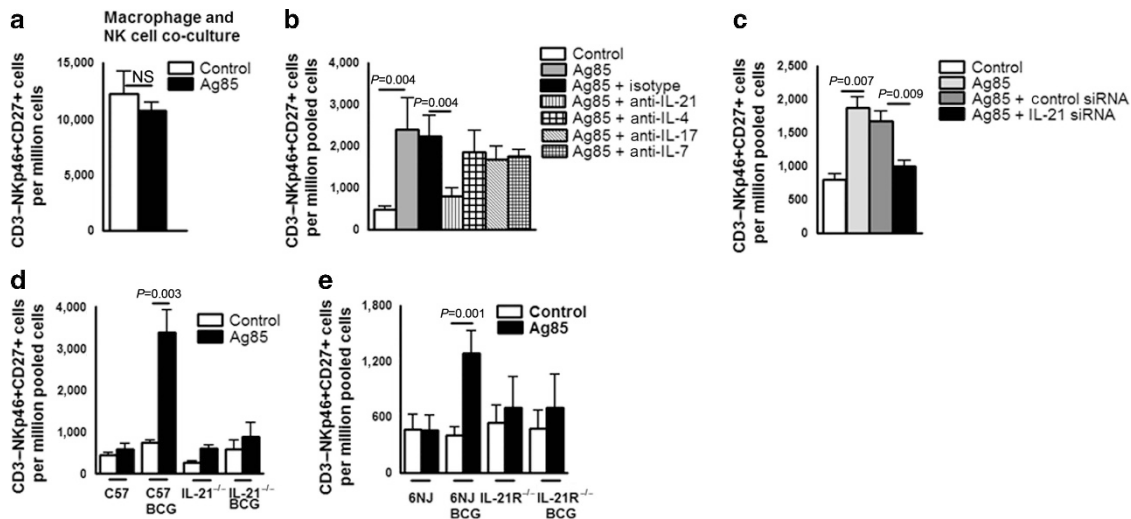 a
Macrophage and
NK cell co-culture
CD3–NKp46+CD27+ cells
per million cells
15,000
10,000
5,000
0
NS
Control
Ag85
b
CD3–NKp46+CD27+ cells
per million pooled cells
4,000
3,000
2,000
1,000
0
P=0.004
P=0.004
Control
Ag85
Ag85 + isotype
Ag85 + anti-IL-21
Ag85 + anti-IL-4
Ag85 + anti-IL-17
Ag85 + anti-IL-7
c
CD3–NKp46+CD27+ cells
per million pooled cells
2,500
2,000
1,500
1,000
500
0
P=0.007
P=0.009
Control
Ag85
Ag85 + control siRNA
Ag85 + IL-21 siRNA
d
CD3–NKp46+CD27+ cells
per million pooled cells
4,000
3,000
2,000
1,000
0
P=0.003
Control
Ag85
C57
C57
BCG
IL-21–/–
IL-21–/–
BCG
e
CD3–NKp46+CD27+ cells
per million pooled cells
1,800
1,200
600
0
P=0.001
Control
Ag85
6NJ
6NJ
BCG
IL-21R–/–
IL-21R–/–
BCG